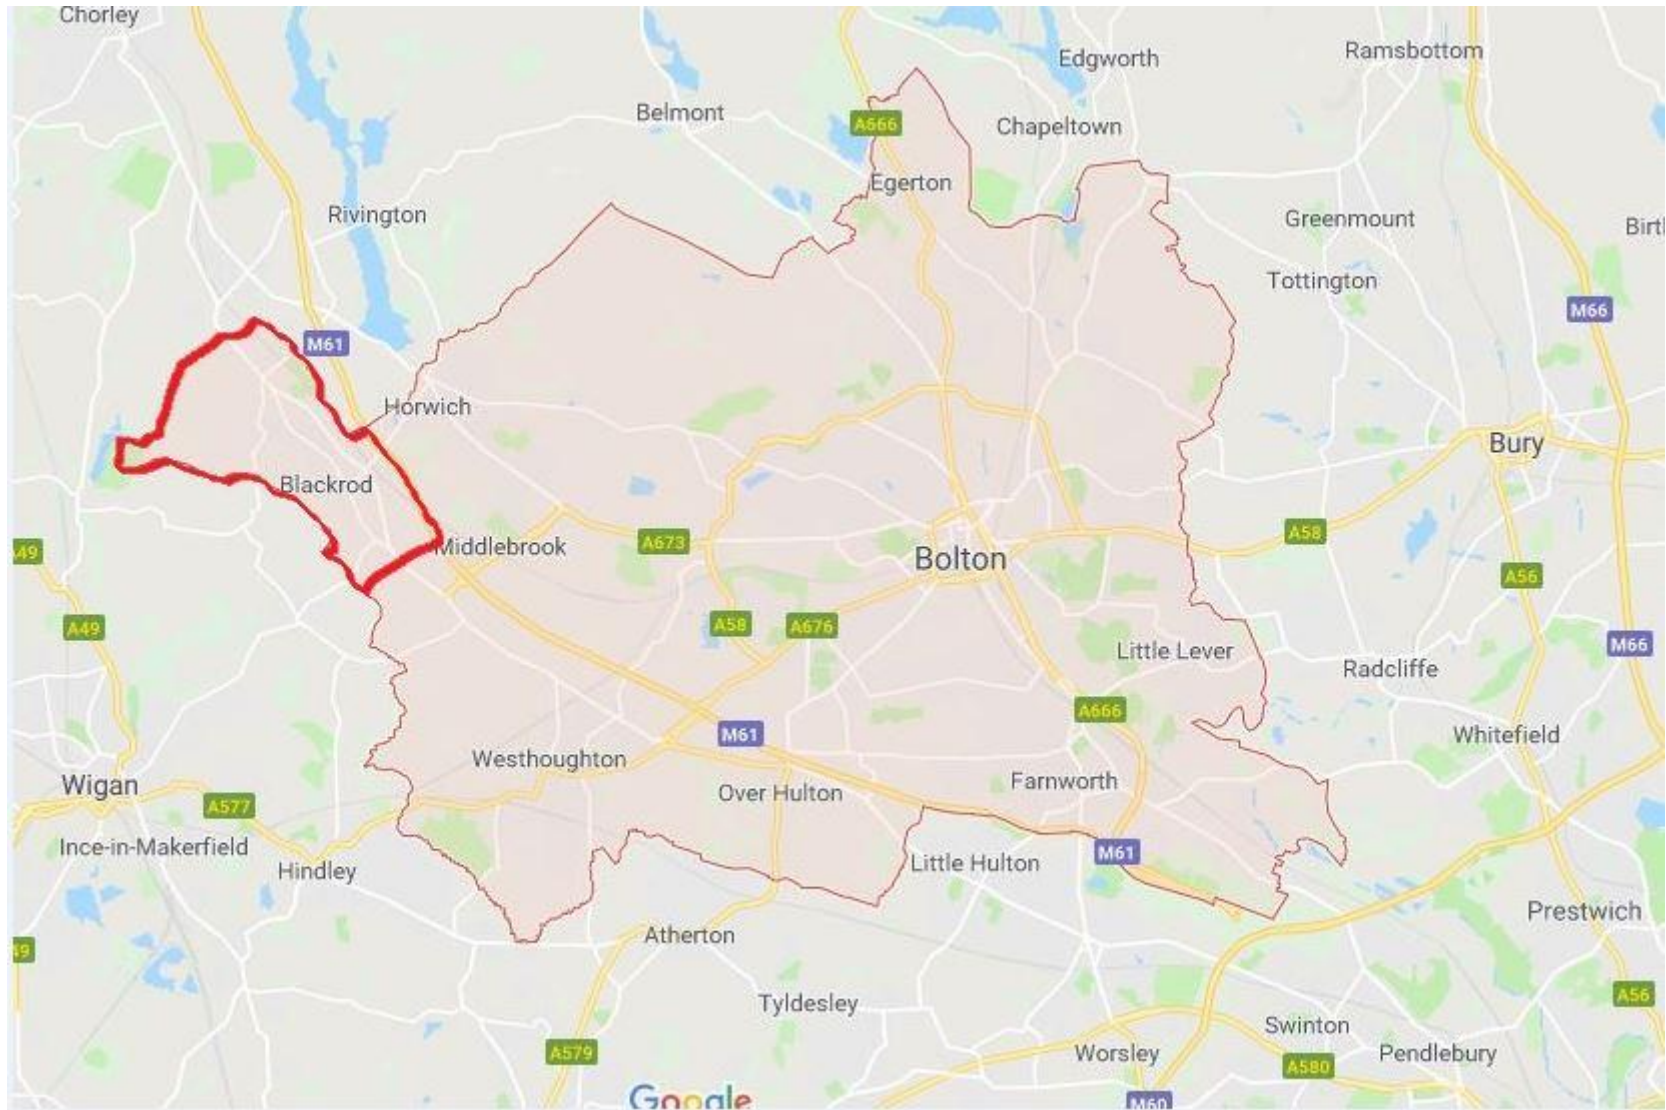 Chorley
Edgworth
Ramsbottom
Belmont
A666
Chapeltown
Egerton
Rivington
Greenmount
Tottington
M66
M61
Horwich
Bury
Blackrod
A673
Middlebrook
Bolton
A58
A49
A56
A49
A58
A676
Little Lever
M66
Radcliffe
A666
M61
Whitefield
Westhoughton
Wigan
Farnworth
Over Hulton
A577
Ince-in-Makerfield
M61
Little Hulton
Hindley
Prestwich
Atherton
A56
Tyldesley
Swinton
A579
Worsley
Pendlebury
A580
Google
M60